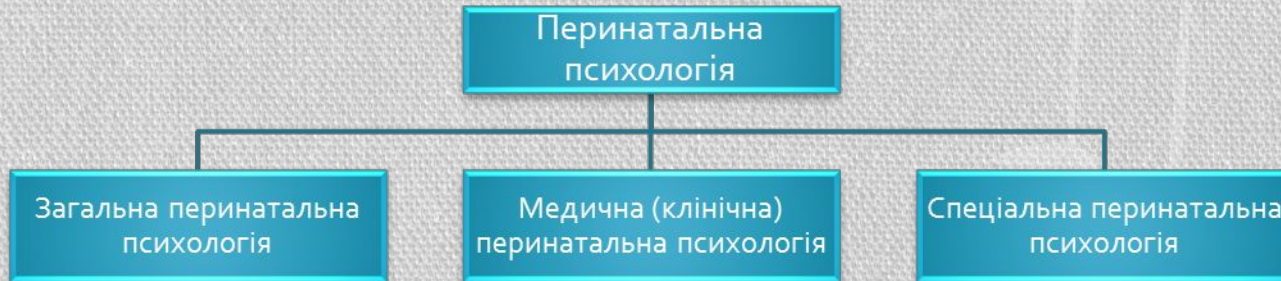 Перинатальна
психологія
Загальна перинатальна
психологія
Медична (клінічна)
перинатальна психологія
Спеціальна перинатальна
психологія